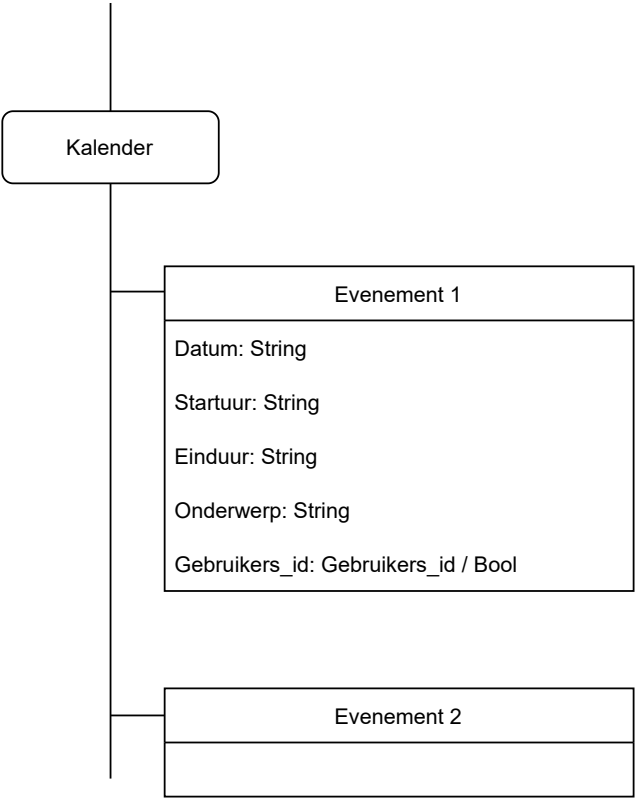 Kalender
Evenement 1
Datum: String
Startuur: String
Einduur: String
Onderwerp: String
Gebruikers_id: Gebruikers_id / Bool
Evenement 2